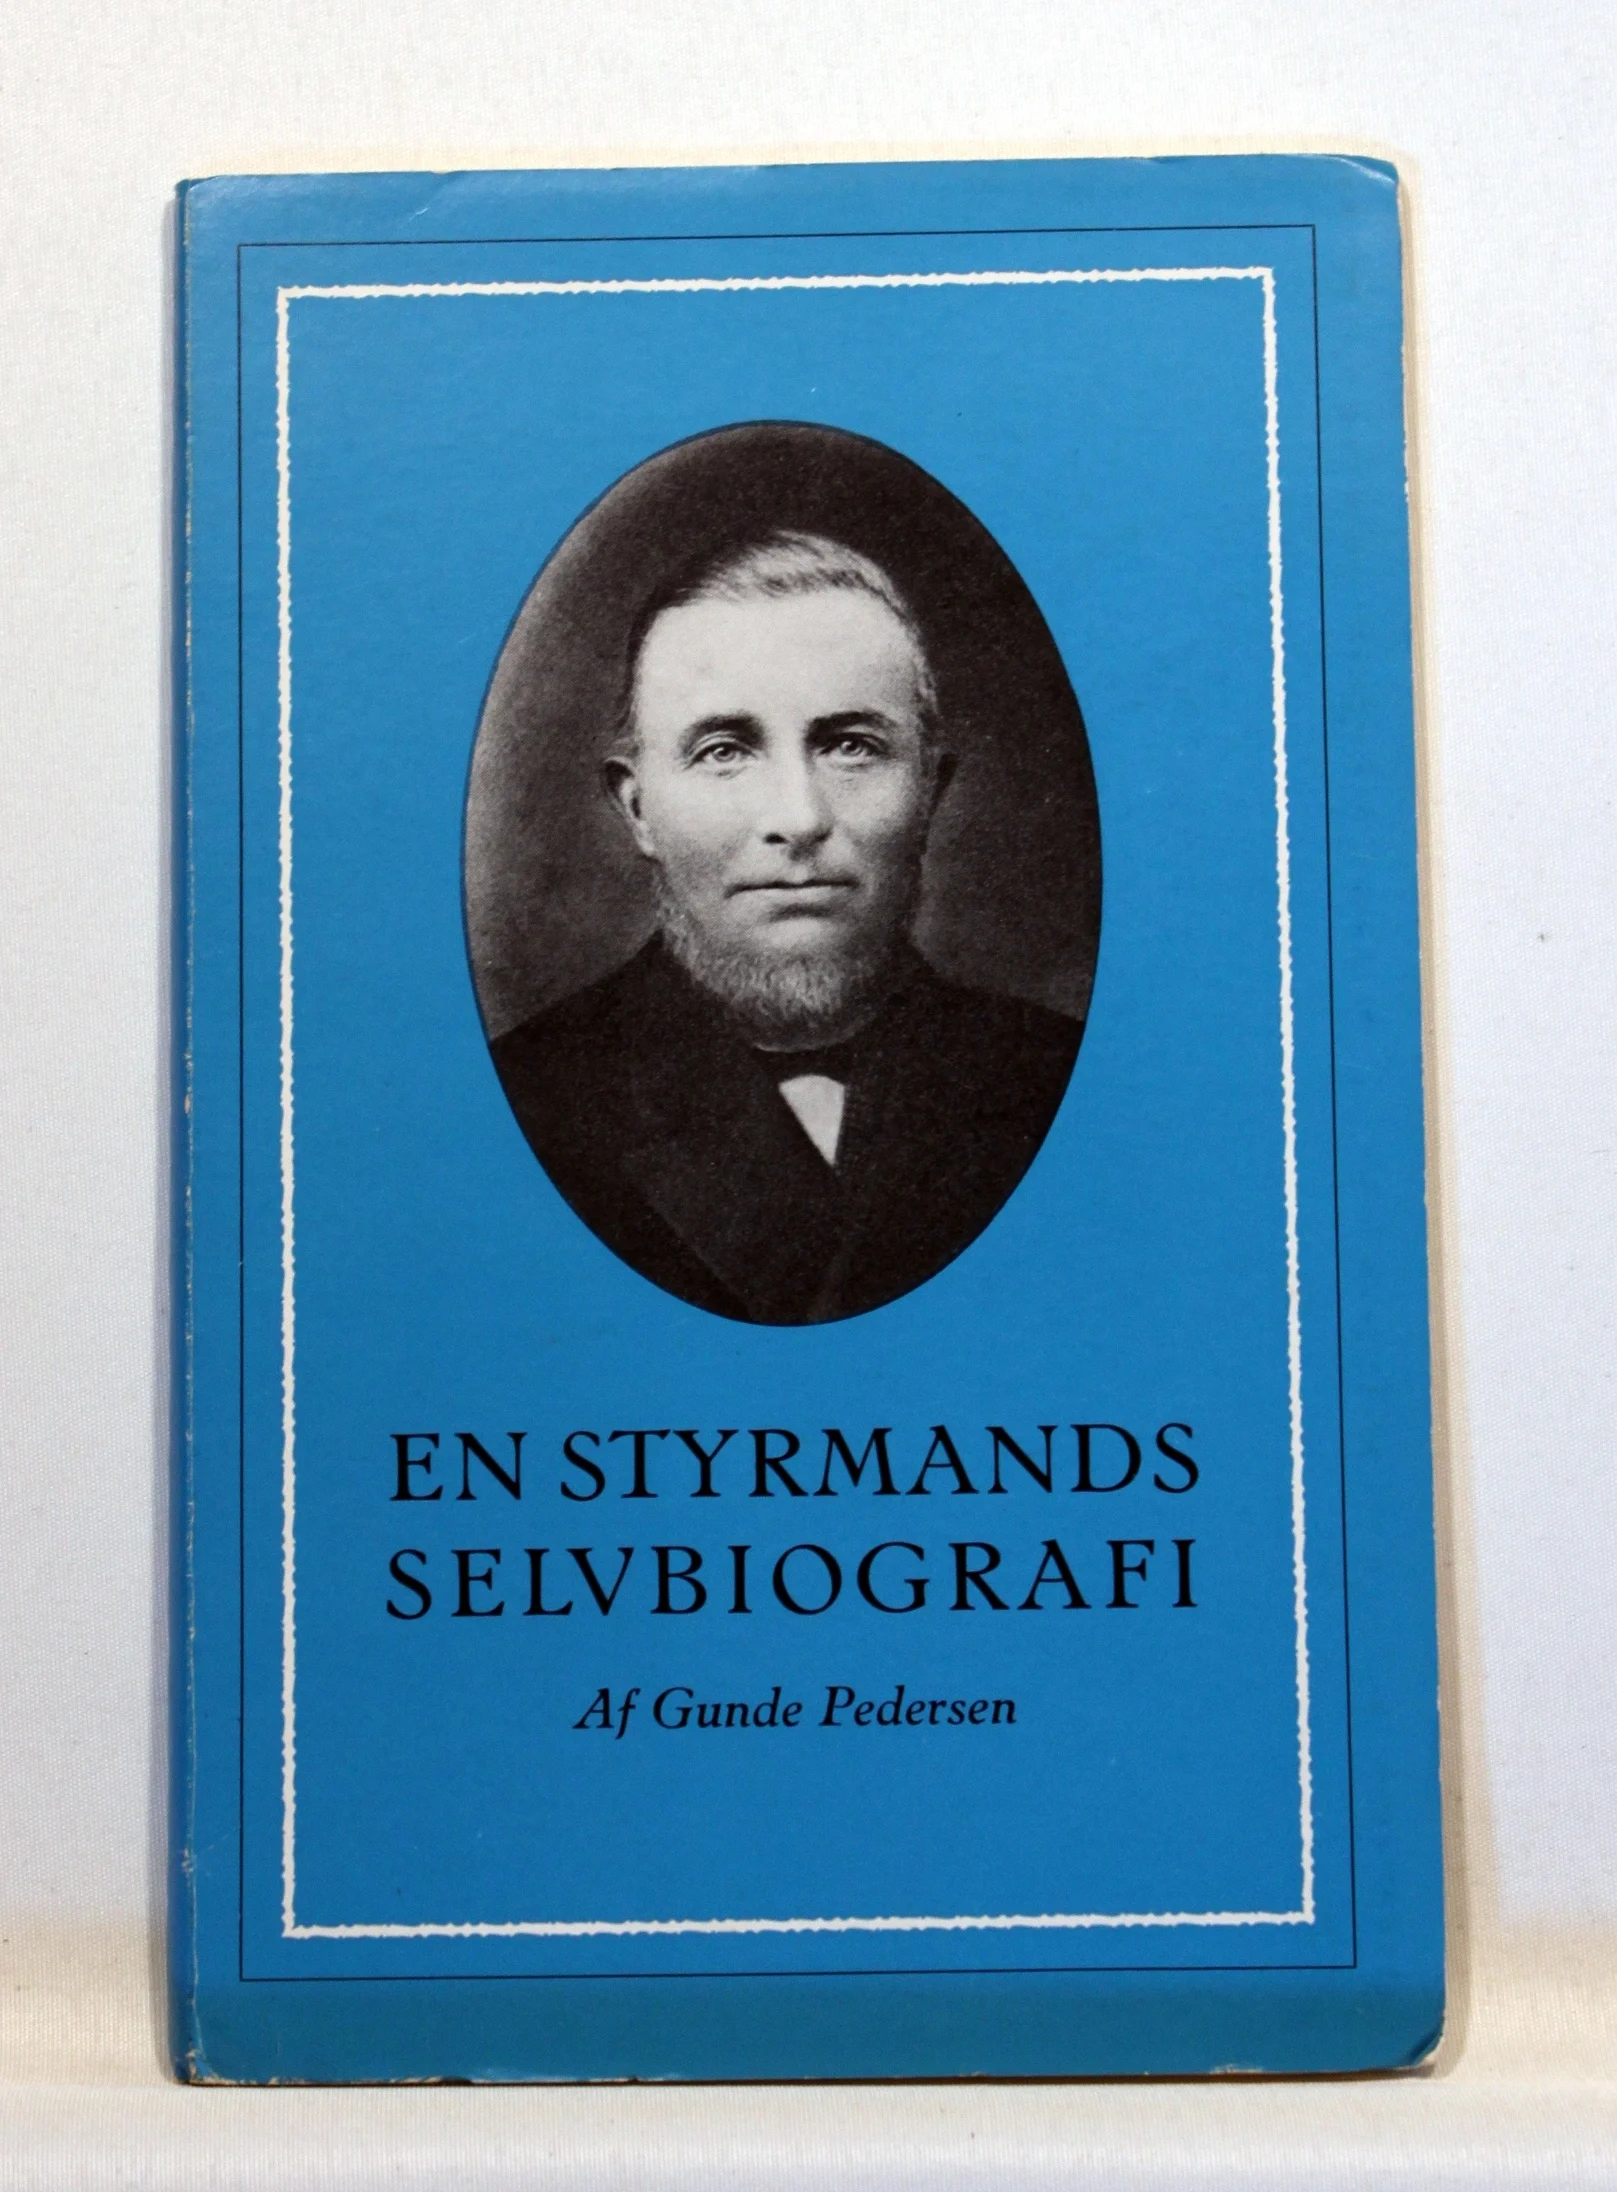 EN STYRMANDS
SELVBIOGRAFI
Af Gunde Pedersen